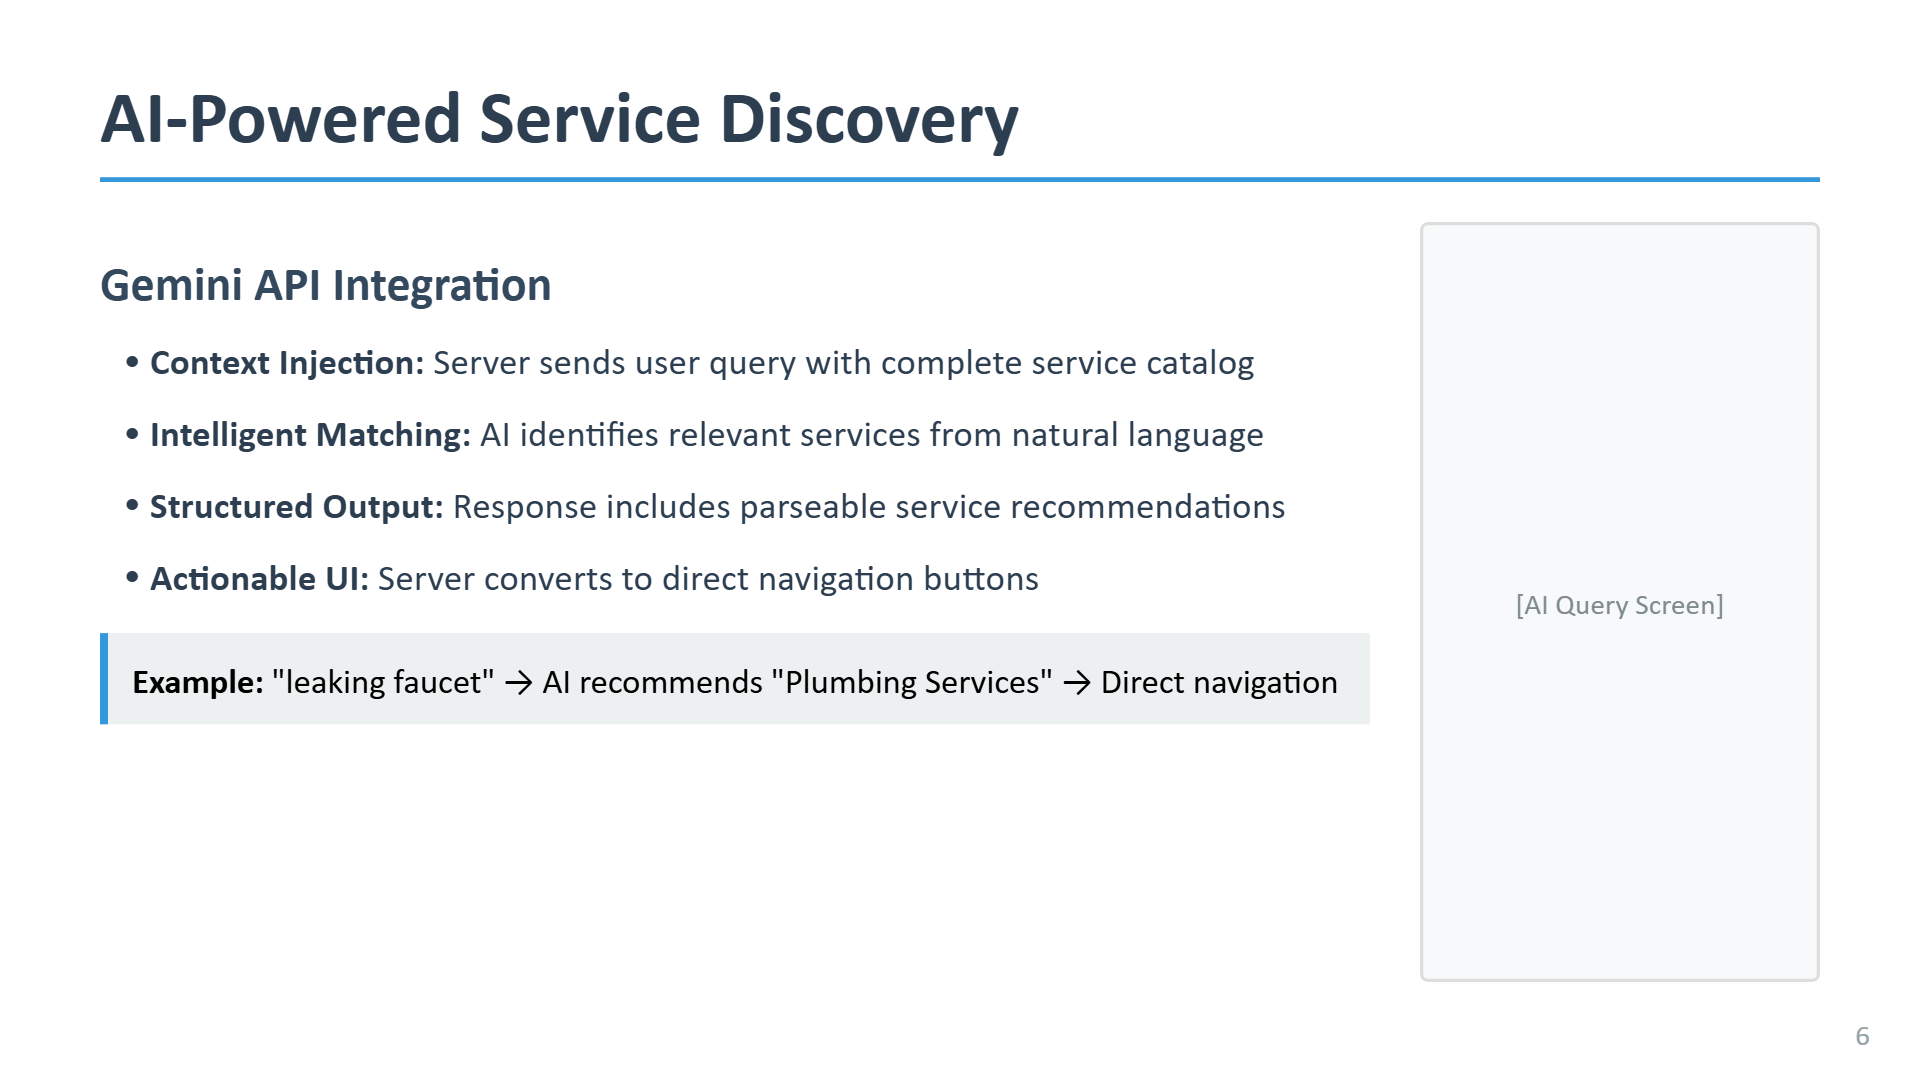 AI-Powered Service Discovery
Gemini API Integration
• Context Injection: Server sends user query with complete service catalog
• Intelligent Matching: AI identifies relevant services from natural language
• Structured Output: Response includes parseable service recommendations
• Actionable UI: Server converts to direct navigation buttons
Example: "leaking faucet" → AI recommends "Plumbing Services" → Direct navigation
[AI Query Screen]
6